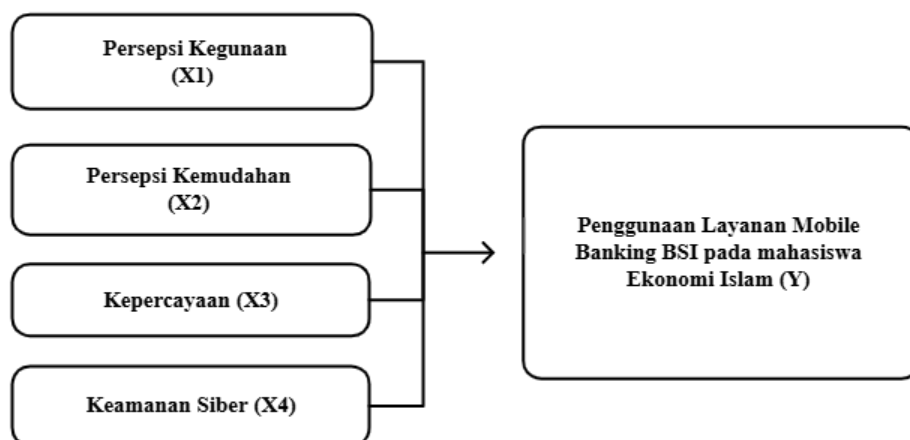 Persepsi Kegunaan
(X1)
Persepsi Kemudahan
(X2)
Kepercayaan (X3)
Keamanan Siber (X4)
Penggunaan Layanan Mobile
Banking BSI pada mahasiswa
Ekonomi Islam (Y)